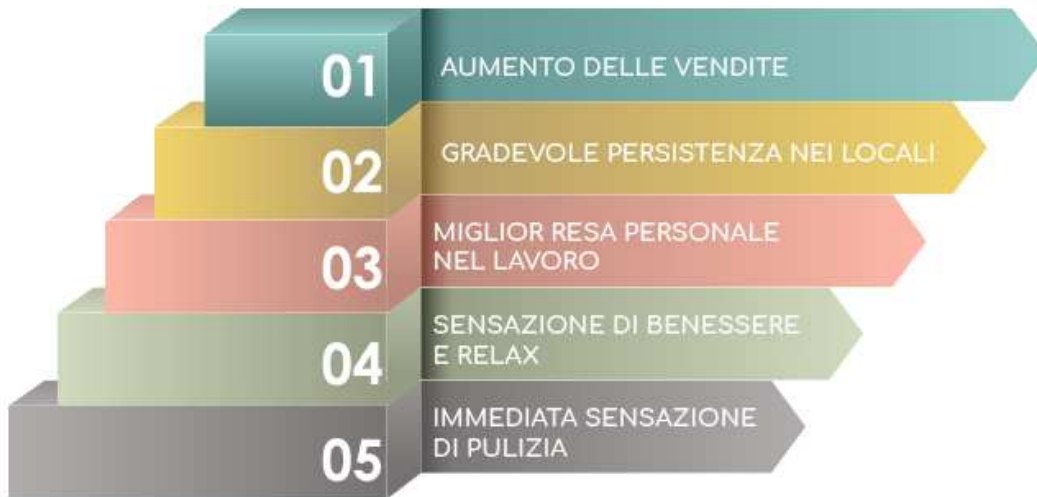 01
AUMENTO DELLE VENDITE
02
GRADEVOLE PERSISTENZA NEI LOCALI
03
MIGLIOR RESA PERSONALE
NEL LAVORO
04
SENSAZIONE DI BENESSERE
E RELAX
05
IMMEDIATA SENSAZIONE
DI PULIZIA